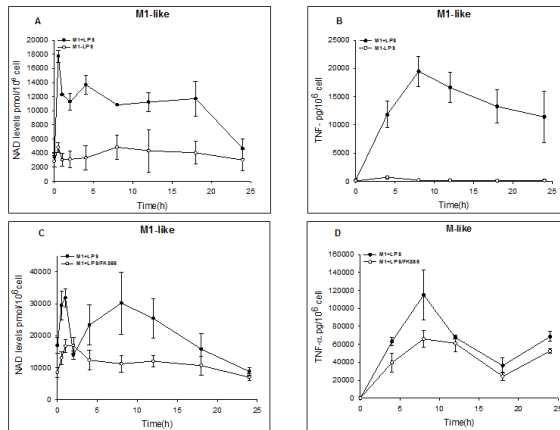 M1-like
A
M1+LPS
M1-LPS
NAD levels pmol/10⁶ cell
20000
18000
16000
14000
12000
10000
8000
6000
4000
2000
0
0 5 10 15 20 25
Time(h)
M1-like
B
M1+LPS
M1-LPS
TNF- pg/10⁶ cell
25000
20000
15000
10000
5000
0
0 5 10 15 20 25
Time(h)
M1-like
C
M1+LPS
M1+LPS/FK866
NAD levels pmol/10⁶cell
40000
30000
20000
10000
0
0 5 10 15 20 25
Time(h)
M-like
D
M1+LPS
M1+LPS/FK866
TNF-α pg/10⁶cell
160000
140000
120000
100000
80000
60000
40000
20000
0
0 5 10 15 20 25
Time(h)